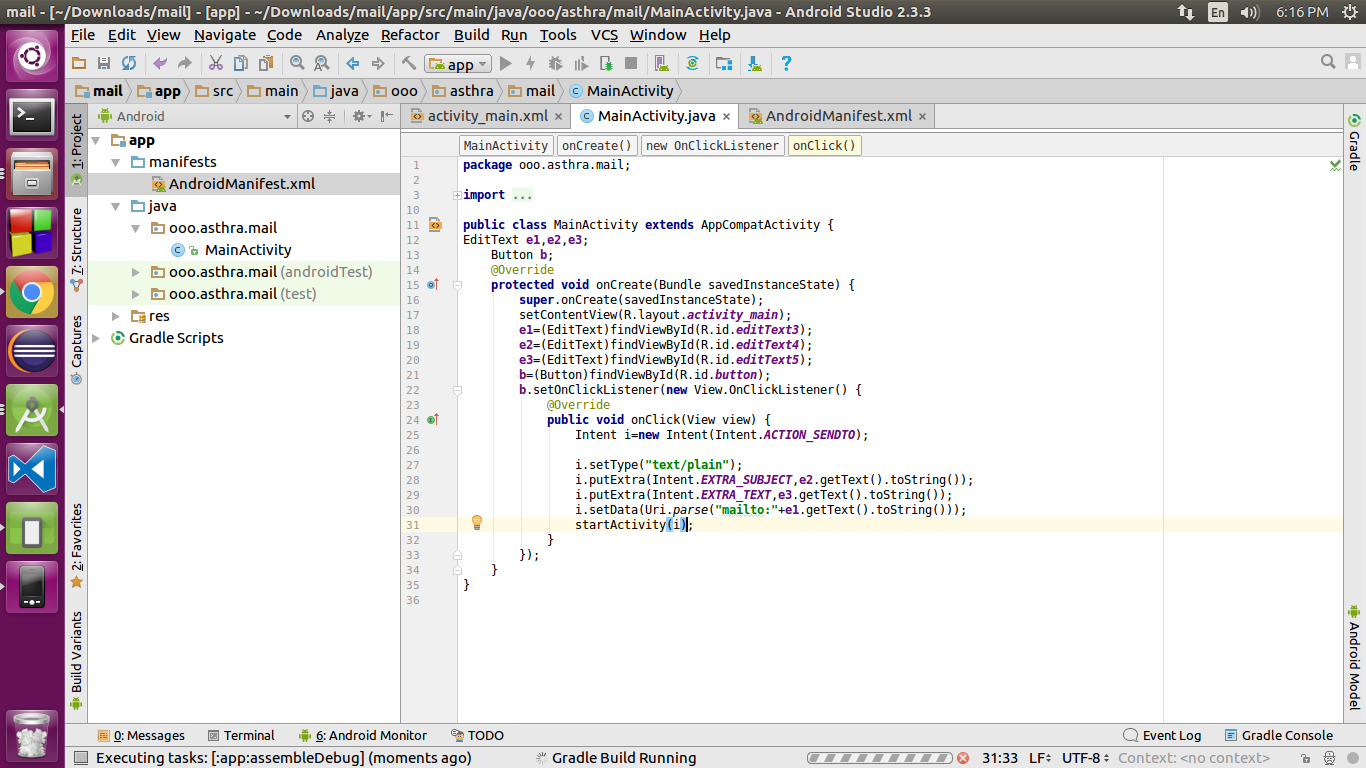 mail - [~/Downloads/mail] - [app] - ~/Downloads/mail/app/src/main/java/ooo/asthra/mail/MainActivity.java - Android Studio 2.3.3
En
6:16 PM
File Edit View Navigate Code Analyze Refactor Build Run Tools VCS Window Help
app
mail app src main java ooo asthra mail MainActivity
Android
activity_main.xml MainActivity.java AndroidManifest.xml
MainActivity onCreate() new OnClickListener onClick()
1: Project
7: Structure
Captures
2: Favorites
Build Variants
app
manifests
AndroidManifest.xml
java
ooo.asthra.mail
MainActivity
ooo.asthra.mail (androidTest)
ooo.asthra.mail (test)
res
Gradle Scripts
1 package ooo.asthra.mail;
2
3 import ...
10
11 public class MainActivity extends AppCompatActivity {
12 EditText e1,e2,e3;
13 Button b;
14 @Override
15 protected void onCreate(Bundle savedInstanceState) {
16 super.onCreate(savedInstanceState);
17 setContentView(R.layout.activity_main);
18 e1=(EditText)findViewById(R.id.editText3);
19 e2=(EditText)findViewById(R.id.editText4);
20 e3=(EditText)findViewById(R.id.editText5);
21 b=(Button)findViewById(R.id.button);
22 b.setOnClickListener(new View.OnClickListener() {
23 @Override
24 public void onClick(View view) {
25 Intent i=new Intent(Intent.ACTION_SENDTO);
26
27 i.setType("text/plain");
28 i.putExtra(Intent.EXTRA_SUBJECT,e2.getText().toString());
29 i.putExtra(Intent.EXTRA_TEXT,e3.getText().toString());
30 i.setData(Uri.parse("mailto:"+e1.getText().toString()));
31 startActivity(i);
32 }
33 });
34 }
35 }
36
Gradle
Android Model
0: Messages Terminal 6: Android Monitor TODO Event Log Gradle Console
Executing tasks: [:app:assembleDebug] (moments ago) Gradle Build Running 31:33 LF UTF-8 Context: <no context>